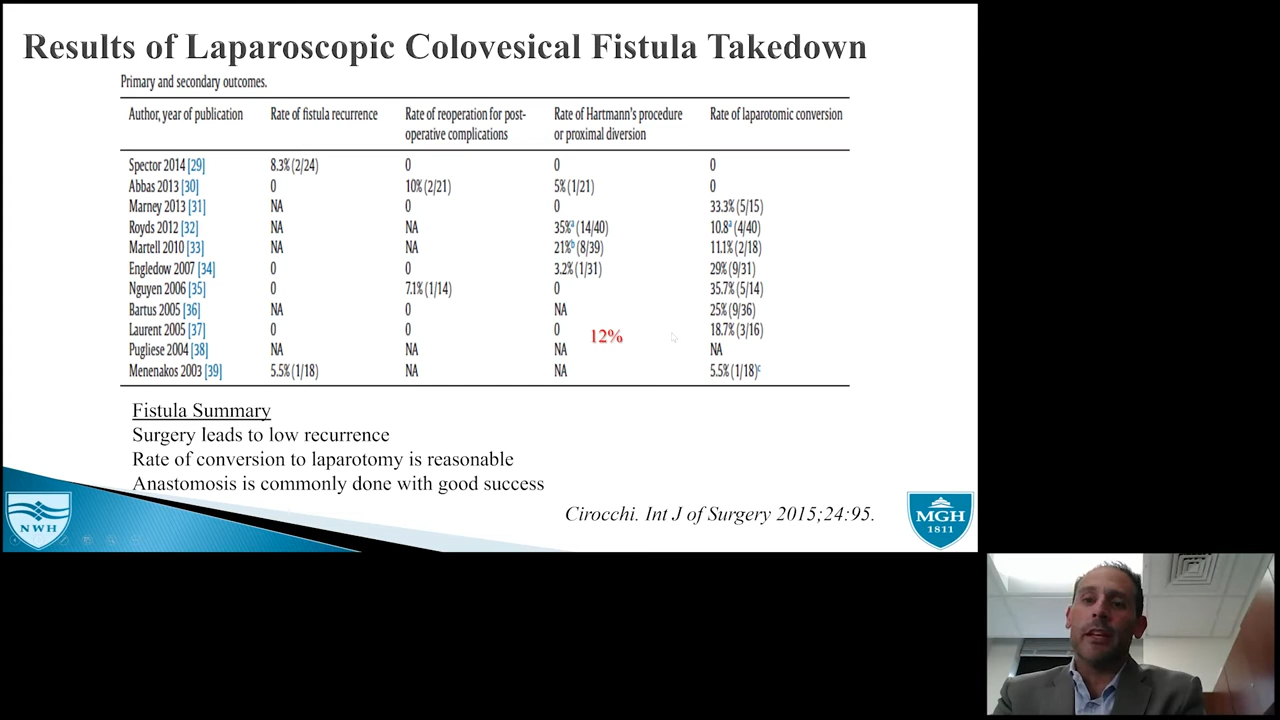 Results of Laparoscopic Colovesical Fistula Takedown
Primary and secondary outcomes.
Author, year of publication Rate of fistula recurrence Rate of reoperation for post-operative complications Rate of Hartmann's procedure or proximal diversion Rate of laparotomic conversion
Spector 2014 [29] 8.3% (2/24) 0 0 0
Abbas 2013 [30] 0 10% (2/21) 5% (1/21) 0
Marney 2013 [31] NA 0 0 33.3% (5/15)
Royds 2012 [32] NA NA 35%a (14/40) 10.8a (4/40)
Martell 2010 [33] NA NA 21%b (8/39) 11.1% (2/18)
Engledow 2007 [34] 0 0 3.2% (1/31) 29% (9/31)
Nguyen 2006 [35] 0 7.1% (1/14) 0 35.7% (5/14)
Bartus 2005 [36] NA 0 NA 25% (9/36)
Laurent 2005 [37] 0 0 0 18.7% (3/16)
12%
Pugliese 2004 [38] NA NA NA NA
Menenakos 2003 [39] 5.5% (1/18) NA NA 5.5% (1/18)c
Fistula Summary
Surgery leads to low recurrence
Rate of conversion to laparotomy is reasonable
Anastomosis is commonly done with good success
Cirocchi. Int J of Surgery 2015;24:95.
NWH
MGH
1811